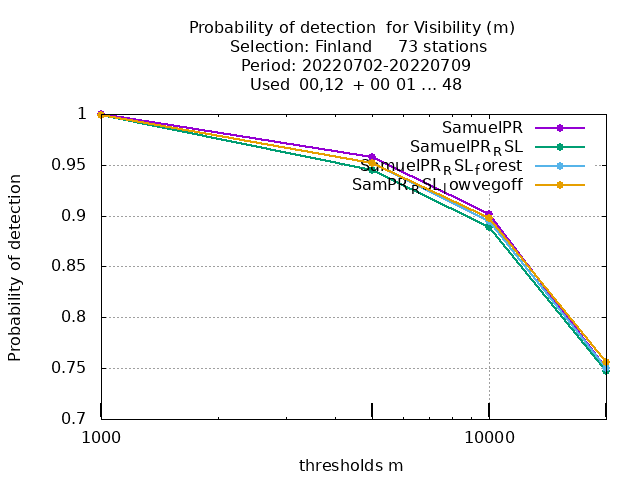 Probability of detection  for Visibility (m)
Selection: Finland     73 stations
Period: 20220702-20220709
Used  00,12  + 00 01 ... 48
1
0.95
0.9
0.85
0.8
0.75
0.7
Probability of detection
SamuelPR
SamuelPR_RSL
SamuelPR_RSL_forest
SamPR_RSL_lowvegoff
1000
10000
thresholds m